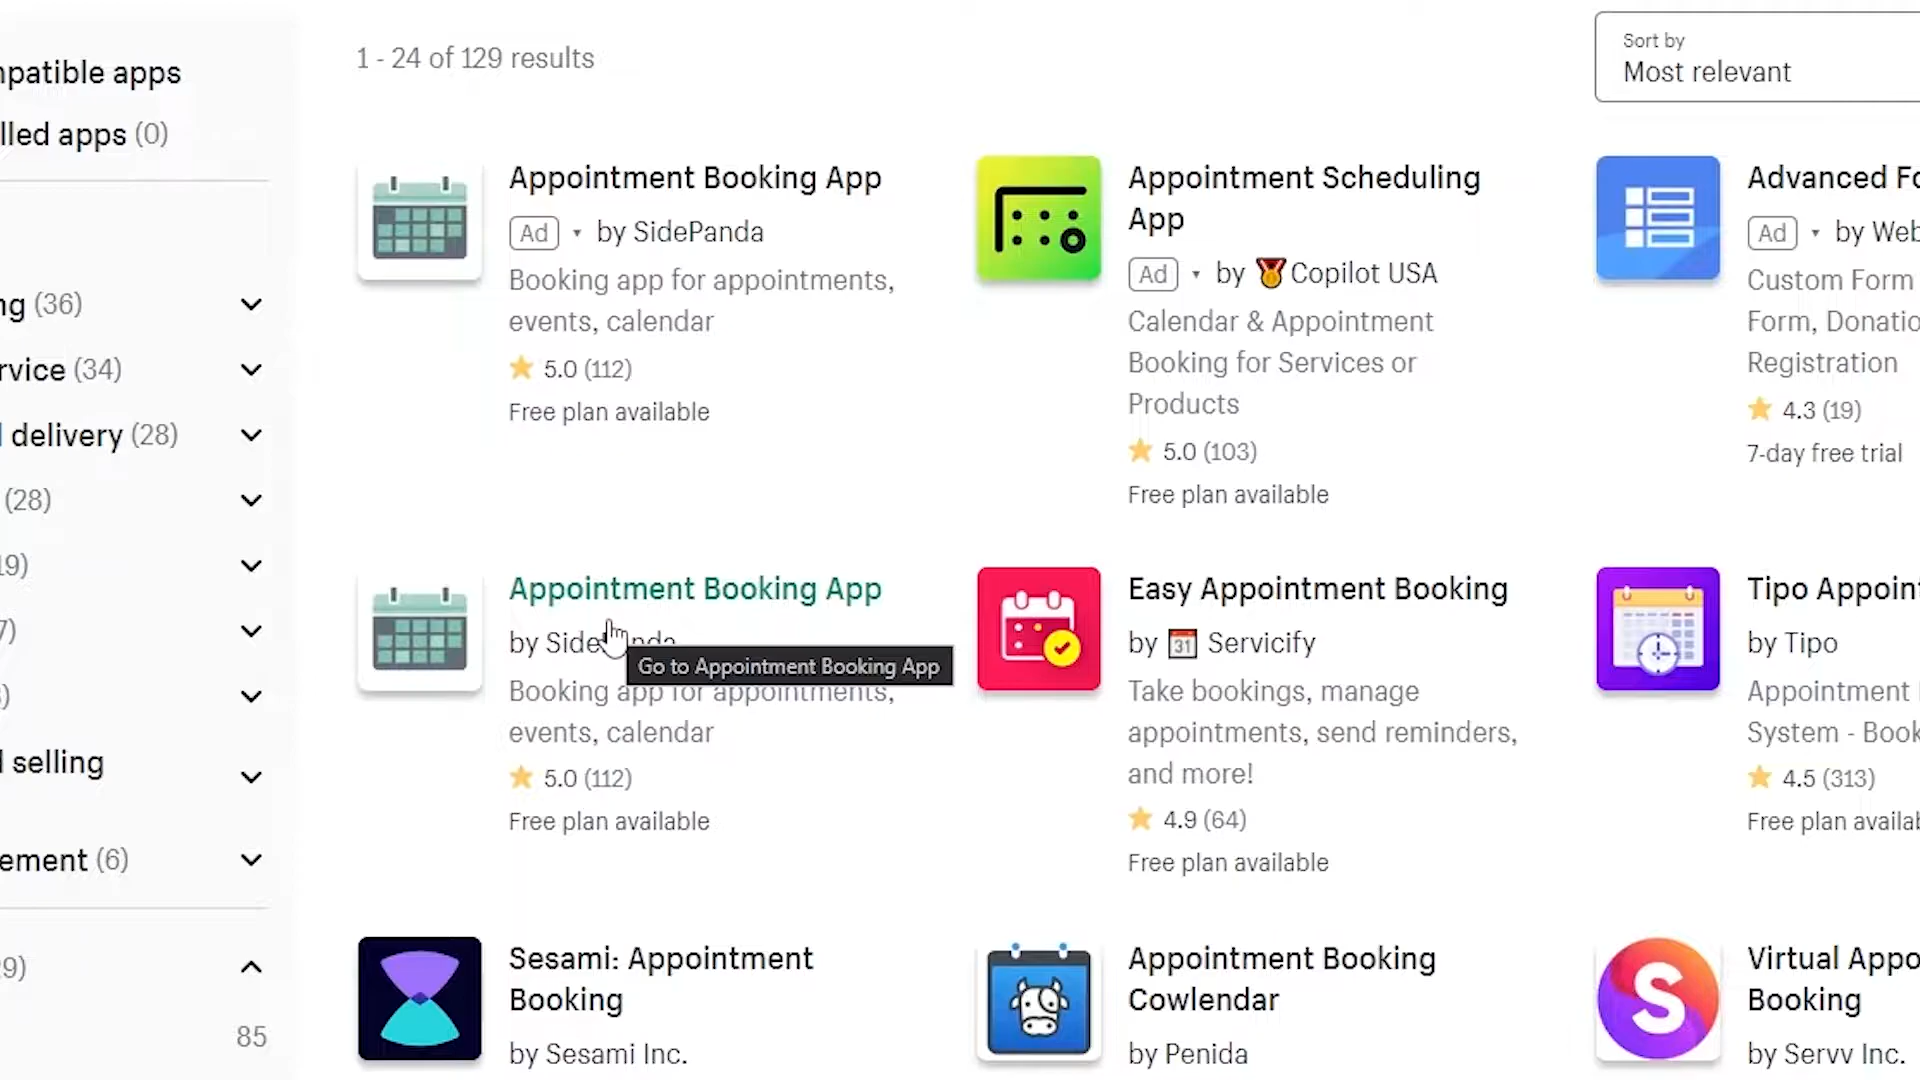 mpatible apps
lled apps (0)
ng (36)
rvice (34)
delivery (28)
(28)
19)
7)
selling
ement (6)
29)
85
1 - 24 of 129 results
Sort by
Most relevant
Appointment Booking App
Ad by SidePanda
Booking app for appointments,
events, calendar
5.0 (112)
Free plan available
Appointment Scheduling
App
Ad by Copilot USA
Calendar & Appointment
Booking for Services or
Products
5.0 (103)
Free plan available
Advanced Fo
Ad by Web
Custom Form
Form, Donatio
Registration
4.3 (19)
7-day free trial
Appointment Booking App
by SidePanda
Go to Appointment Booking App
Booking app for appointments,
events, calendar
5.0 (112)
Free plan available
Easy Appointment Booking
by 31 Servicify
Take bookings, manage
appointments, send reminders,
and more!
4.9 (64)
Free plan available
Tipo Appoin
by Tipo
Appointment
System - Book
4.5 (313)
Free plan availab
Sesami: Appointment
Booking
by Sesami Inc.
Appointment Booking
Cowlendar
by Penida
S
Virtual Appo
Booking
by Servv Inc.